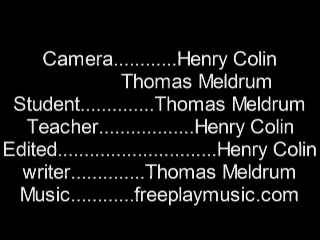 Camera............Henry Colin
Thomas Meldrum
Student..............Thomas Meldrum
Teacher..................Henry Colin
Edited..............................Henry Colin
writer..............Thomas Meldrum
Music............freeplaymusic.com